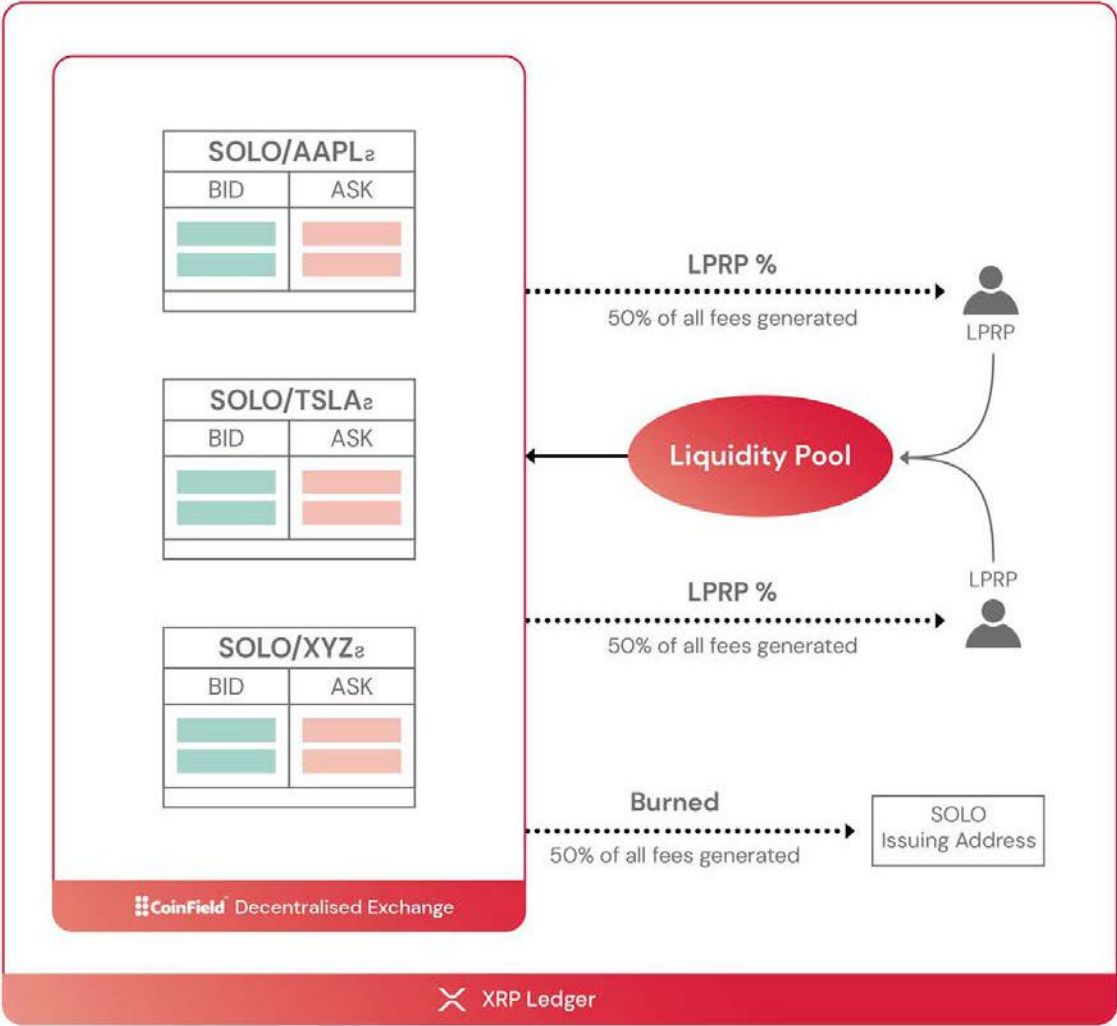 SOLO/AAPLƨ
BID ASK
LPRP %
50% of all fees generated
LPRP
SOLO/TSLAƨ
BID ASK
Liquidity Pool
LPRP
LPRP %
50% of all fees generated
SOLO/XYZƨ
BID ASK
Burned
50% of all fees generated
SOLO
Issuing Address
CoinField Decentralised Exchange
XRP Ledger